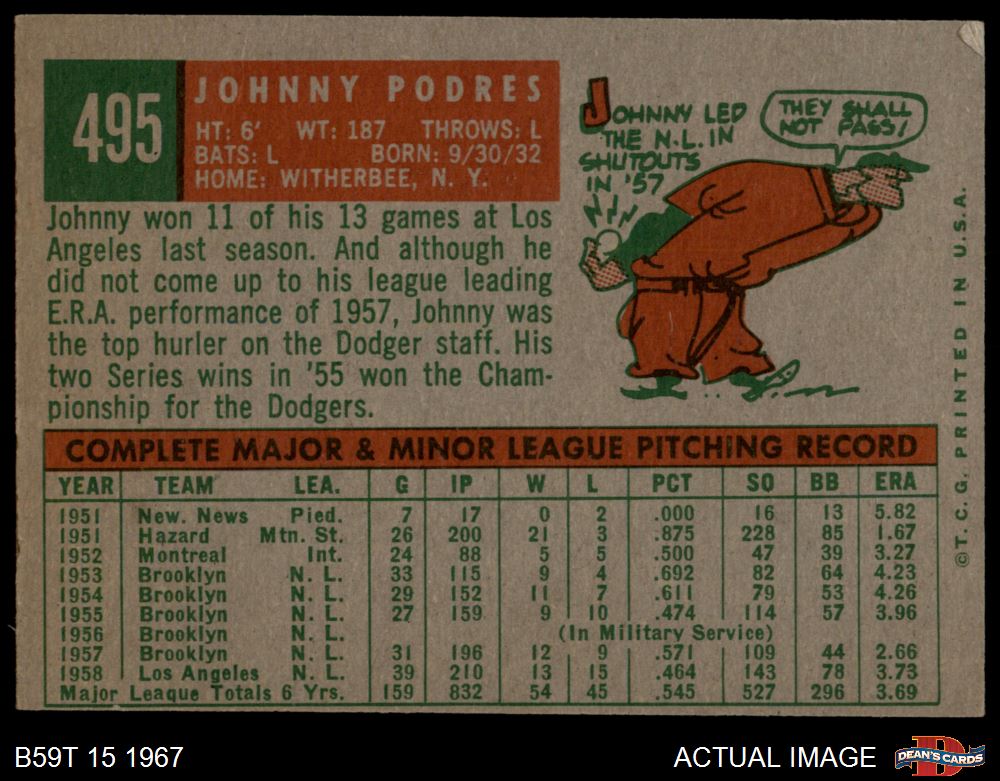 495
JOHNNY PODRES
HT: 6' WT: 187 THROWS: L
BATS: L BORN: 9/30/32
HOME: WITHERBEE, N. Y.
Johnny won 11 of his 13 games at Los
Angeles last season. And although he
did not come up to his league leading
E.R.A. performance of 1957, Johnny was
the top hurler on the Dodger staff. His
two Series wins in '55 won the Cham-
pionship for the Dodgers.
JOHNNY LED
THE N.L. IN
SHUTOUTS
IN '57
THEY SHALL
NOT PASS!
COMPLETE MAJOR & MINOR LEAGUE PITCHING RECORD
YEAR TEAM LEA. G IP W L PCT SO BB ERA
1951 New. News Pied. 7 17 0 2 .000 16 13 5.82
1951 Hazard Mtn. St. 26 200 21 3 .875 228 85 1.67
1952 Montreal Int. 24 88 5 5 .500 47 39 3.27
1953 Brooklyn N. L. 33 115 9 4 .692 82 64 4.23
1954 Brooklyn N. L. 29 152 11 7 .611 79 53 4.26
1955 Brooklyn N. L. 27 159 9 10 .474 114 57 3.96
1956 Brooklyn N. L. (In Military Service)
1957 Brooklyn N. L. 31 196 12 9 .571 109 44 2.66
1958 Los Angeles N. L. 39 210 13 15 .464 143 78 3.73
Major League Totals 6 Yrs. 159 832 54 45 .545 527 296 3.69
©T. C. G. PRINTED IN U.S.A.
B59T 15 1967
ACTUAL IMAGE
D
DEAN'S CARDS